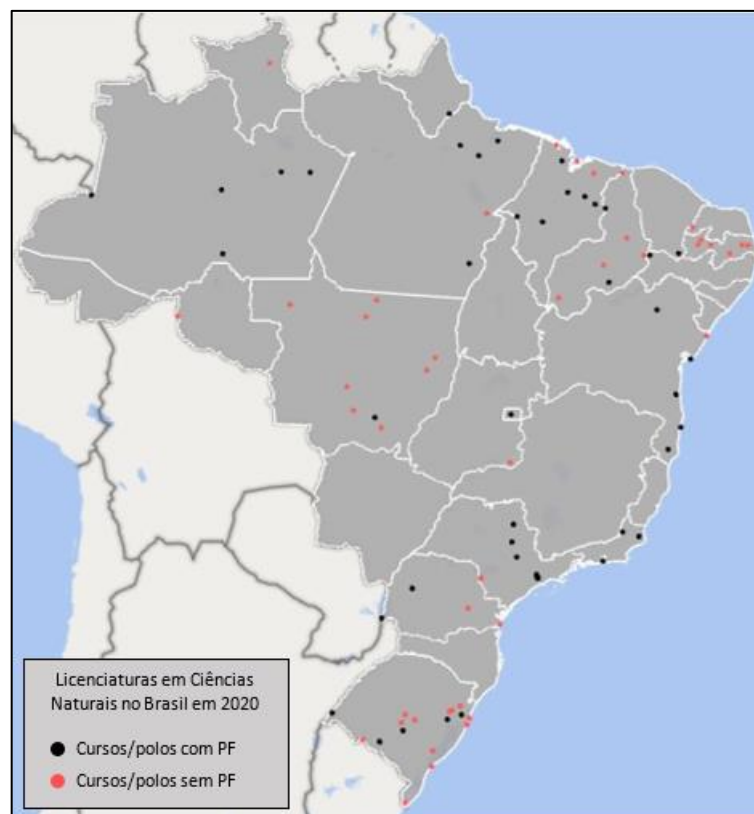 Licenciaturas em Ciências
Naturais no Brasil em 2020
Cursos/polos com PF
Cursos/polos sem PF